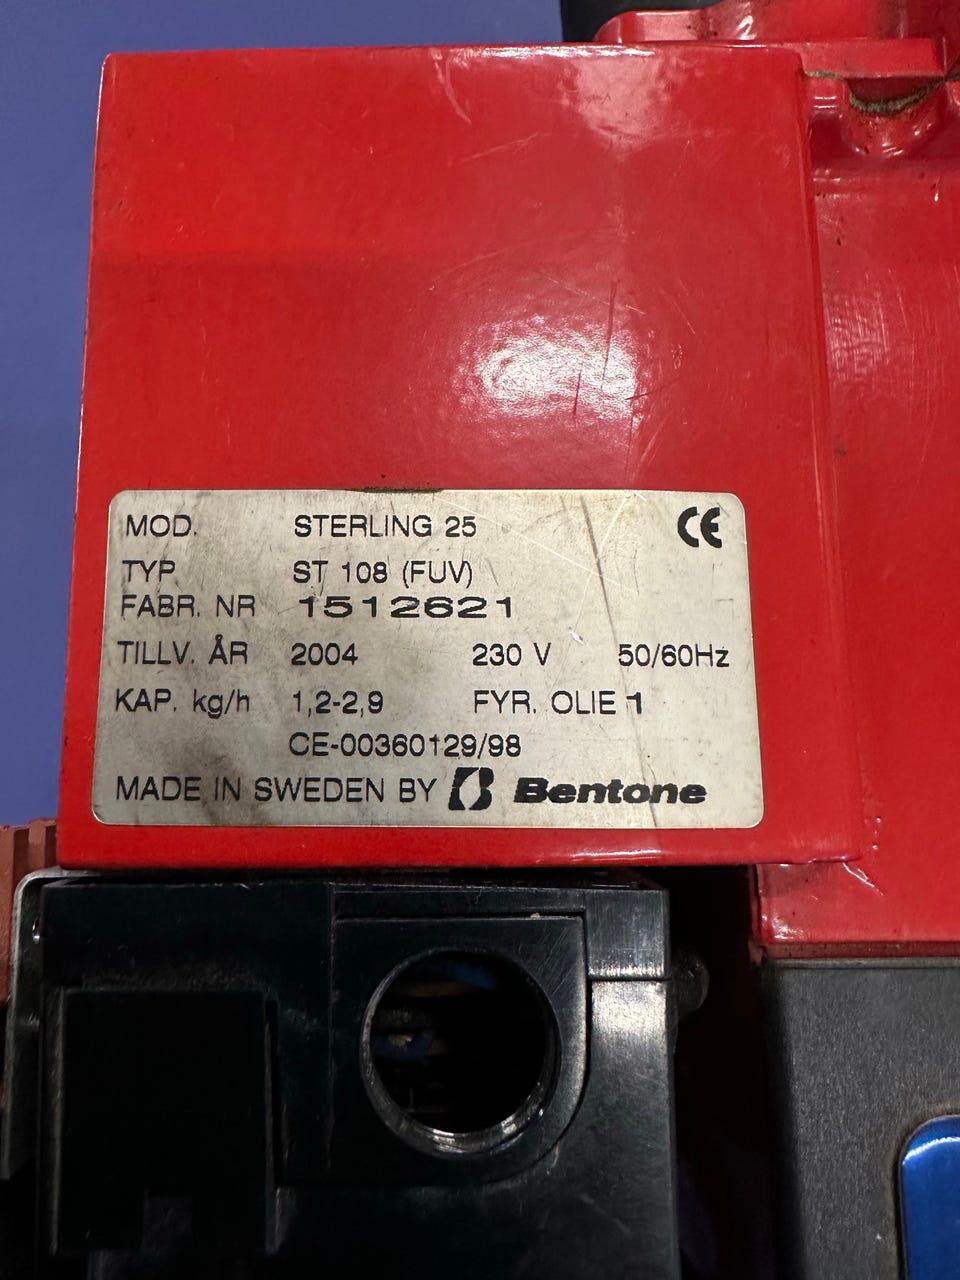 MOD. STERLING 25 CE
TYP ST 108 (FUV)
FABR. NR 1512621
TILLV. ÅR 2004 230 V 50/60Hz
KAP. kg/h 1,2-2,9 FYR. OLIE 1
CE-00360129/98
MADE IN SWEDEN BY B Bentone